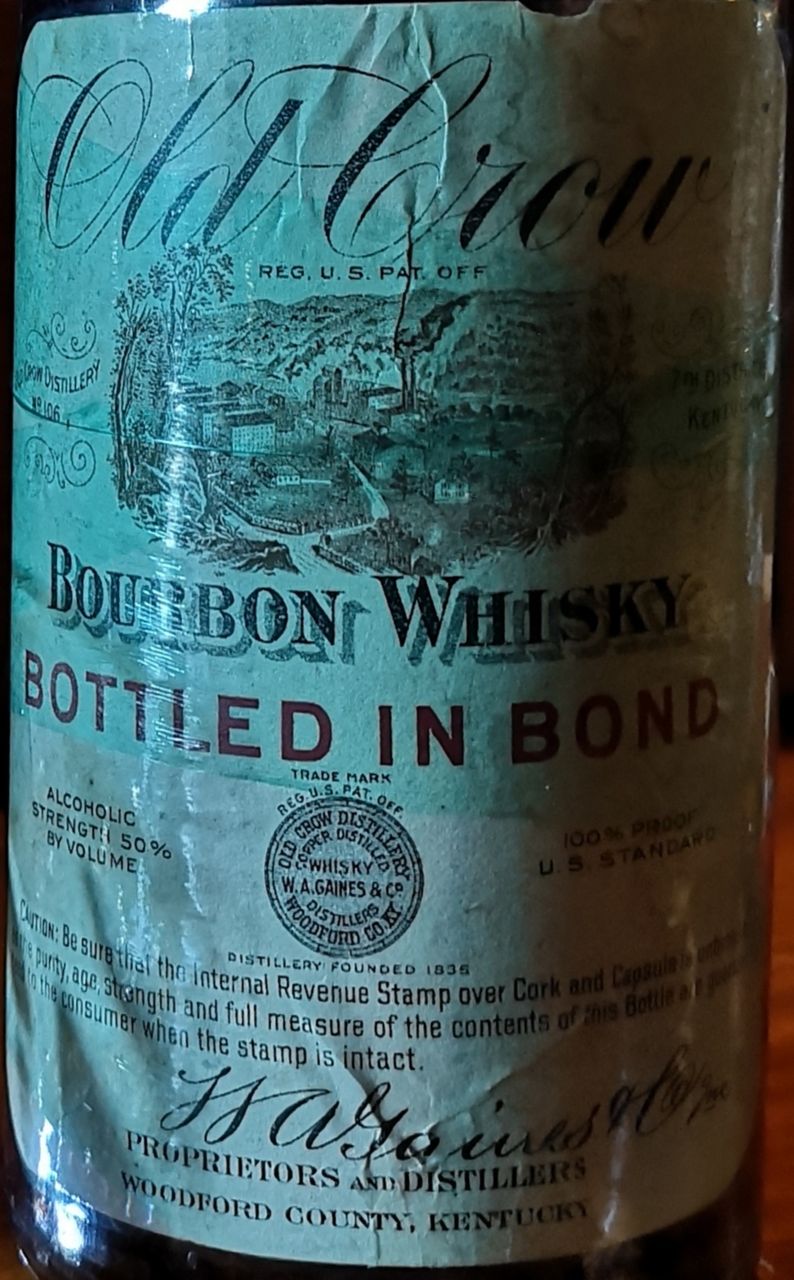 Old Crow
REG. U. S. PAT. OFF
CROW DISTILLERY
Nº 106
7TH DIST
BOURBON WHISKY
BOTTLED IN BOND
TRADE MARK
REG. U.S. PAT. OFF
ALCOHOLIC
STRENGTH 50%
BY VOLUME
OLD CROW DISTILLERY
COPPER DISTILLED
WHISKY
W. A. GAINES & Cº
DISTILLERS
WOODFORD CO. KY.
100% PROOF
U. S. STANDARD
DISTILLERY FOUNDED 1835
CAUTION: Be sure that the Internal Revenue Stamp over Cork and Capsule is
purity, age, strength and full measure of the contents of this Bottle are
to the consumer when the stamp is intact.
W A Gaines & Co
PROPRIETORS AND DISTILLERS
WOODFORD COUNTY, KENTUCKY